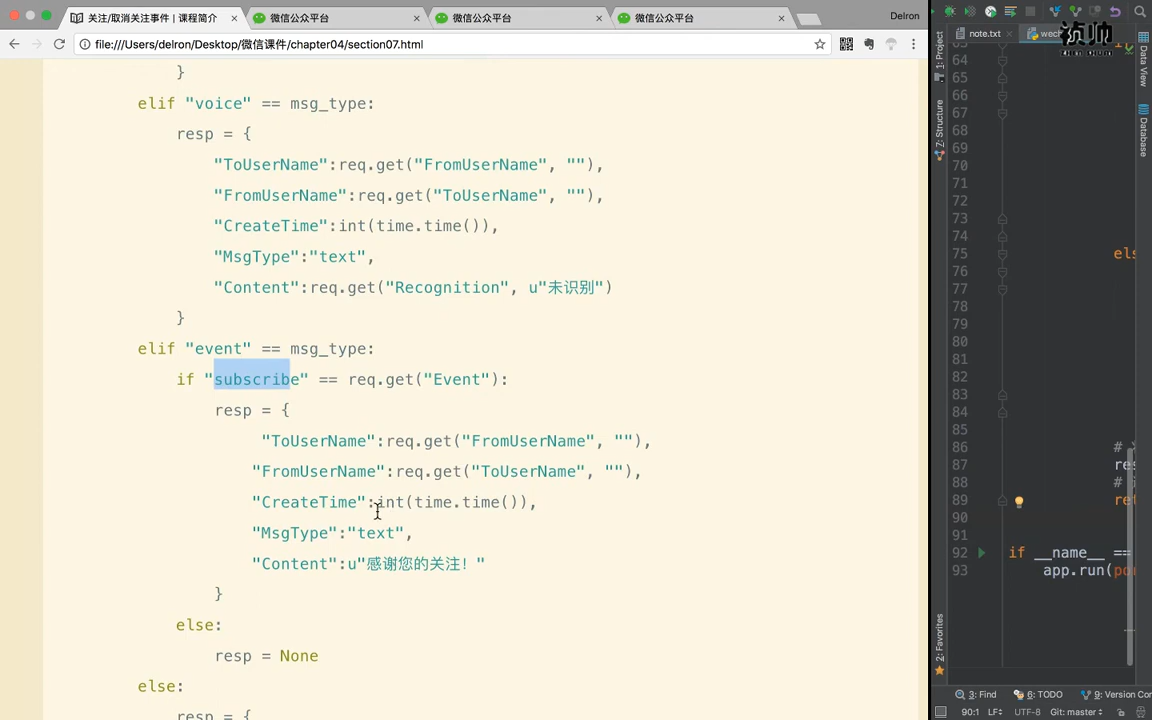 关注/取消关注事件 | 课程简介
微信公众平台
微信公众平台
微信公众平台
Delron
file:///Users/delron/Desktop/微信课件/chapter04/section07.html
}
elif "voice" == msg_type:
resp = {
"ToUserName":req.get("FromUserName", ""),
"FromUserName":req.get("ToUserName", ""),
"CreateTime":int(time.time()),
"MsgType":"text",
"Content":req.get("Recognition", u"未识别")
}
elif "event" == msg_type:
if "subscribe" == req.get("Event"):
resp = {
"ToUserName":req.get("FromUserName", ""),
"FromUserName":req.get("ToUserName", ""),
"CreateTime":int(time.time()),
"MsgType":"text",
"Content":u"感谢您的关注！"
}
else:
resp = None
else:
resp = {
note.txt
wech
祯帅
1: Project
7: Structure
2: Favorites
Data View
Database
64
65
66
67
68
69
70
71
72
73
74
75 els
76
77
78
79
80
81
82
83
84
85
86 #
87 res
88 #
89 ret
90
91
92 if __name__ ==
93 app.run(po
3: Find
6: TODO
9: Version Con
90:1
LF
UTF-8
Git: master